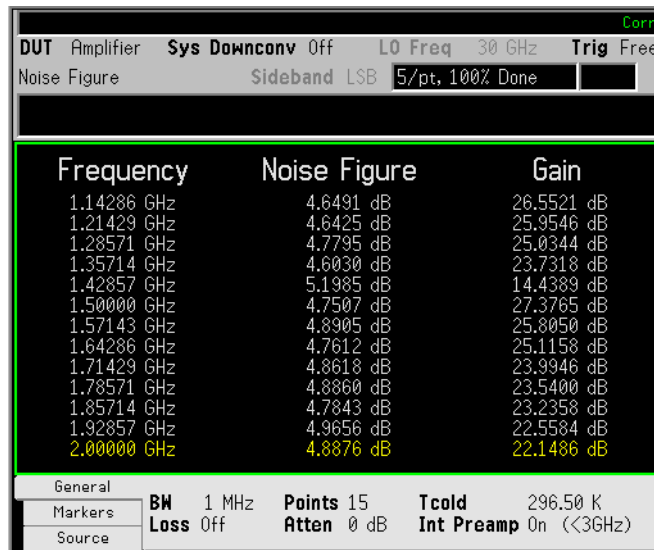 Corr
DUT Amplifier Sys Downconv Off LO Freq 30 GHz Trig Free
Noise Figure Sideband LSB 5/pt, 100% Done
Frequency Noise Figure Gain
1.14286 GHz 4.6491 dB 26.5521 dB
1.21429 GHz 4.6425 dB 25.9546 dB
1.28571 GHz 4.7795 dB 25.0344 dB
1.35714 GHz 4.6030 dB 23.7318 dB
1.42857 GHz 5.1985 dB 14.4389 dB
1.50000 GHz 4.7507 dB 27.3765 dB
1.57143 GHz 4.8905 dB 25.8050 dB
1.64286 GHz 4.7612 dB 25.1158 dB
1.71429 GHz 4.8618 dB 23.9946 dB
1.78571 GHz 4.8860 dB 23.5400 dB
1.85714 GHz 4.7843 dB 23.2358 dB
1.92857 GHz 4.9656 dB 22.5584 dB
2.00000 GHz 4.8876 dB 22.1486 dB
General
Markers
Source
BW 1 MHz Points 15 Tcold 296.50 K
Loss Off Atten 0 dB Int Preamp On (<3GHz)